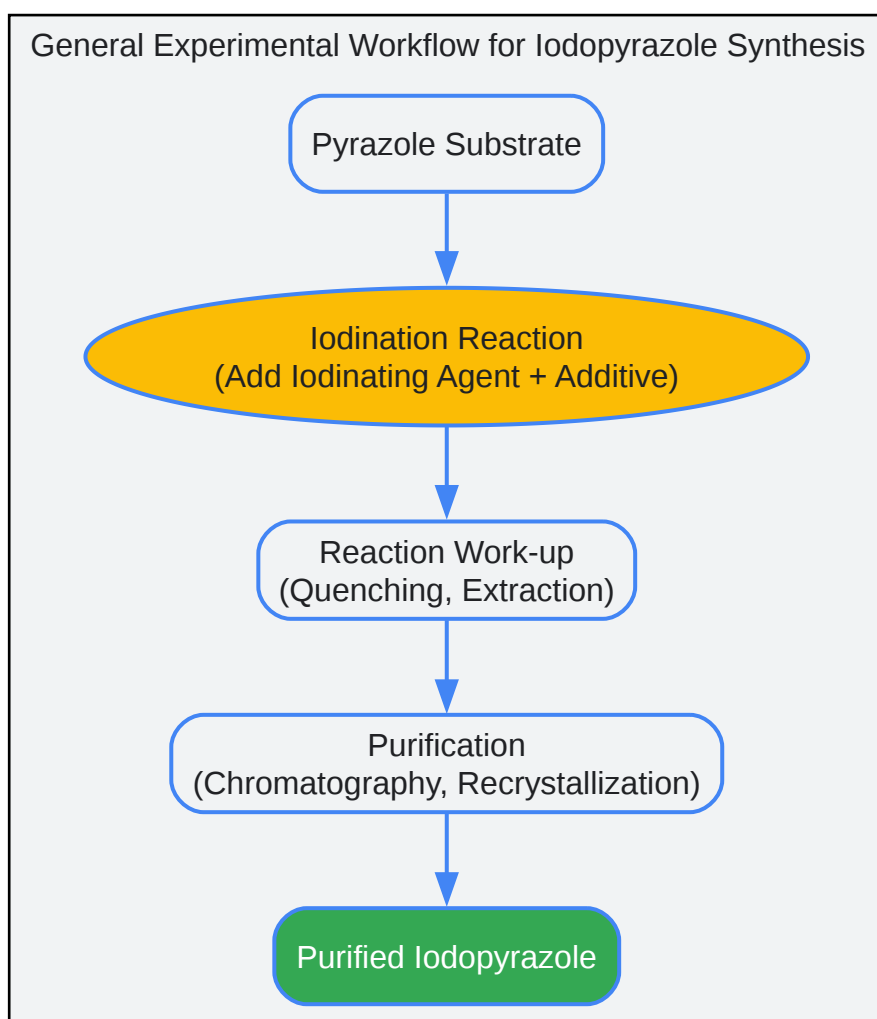 General Experimental Workflow for Iodopyrazole Synthesis
Pyrazole Substrate
Iodination Reaction
(Add Iodinating Agent + Additive)
Reaction Work-up
(Quenching, Extraction)
Purification
(Chromatography, Recrystallization)
Purified Iodopyrazole